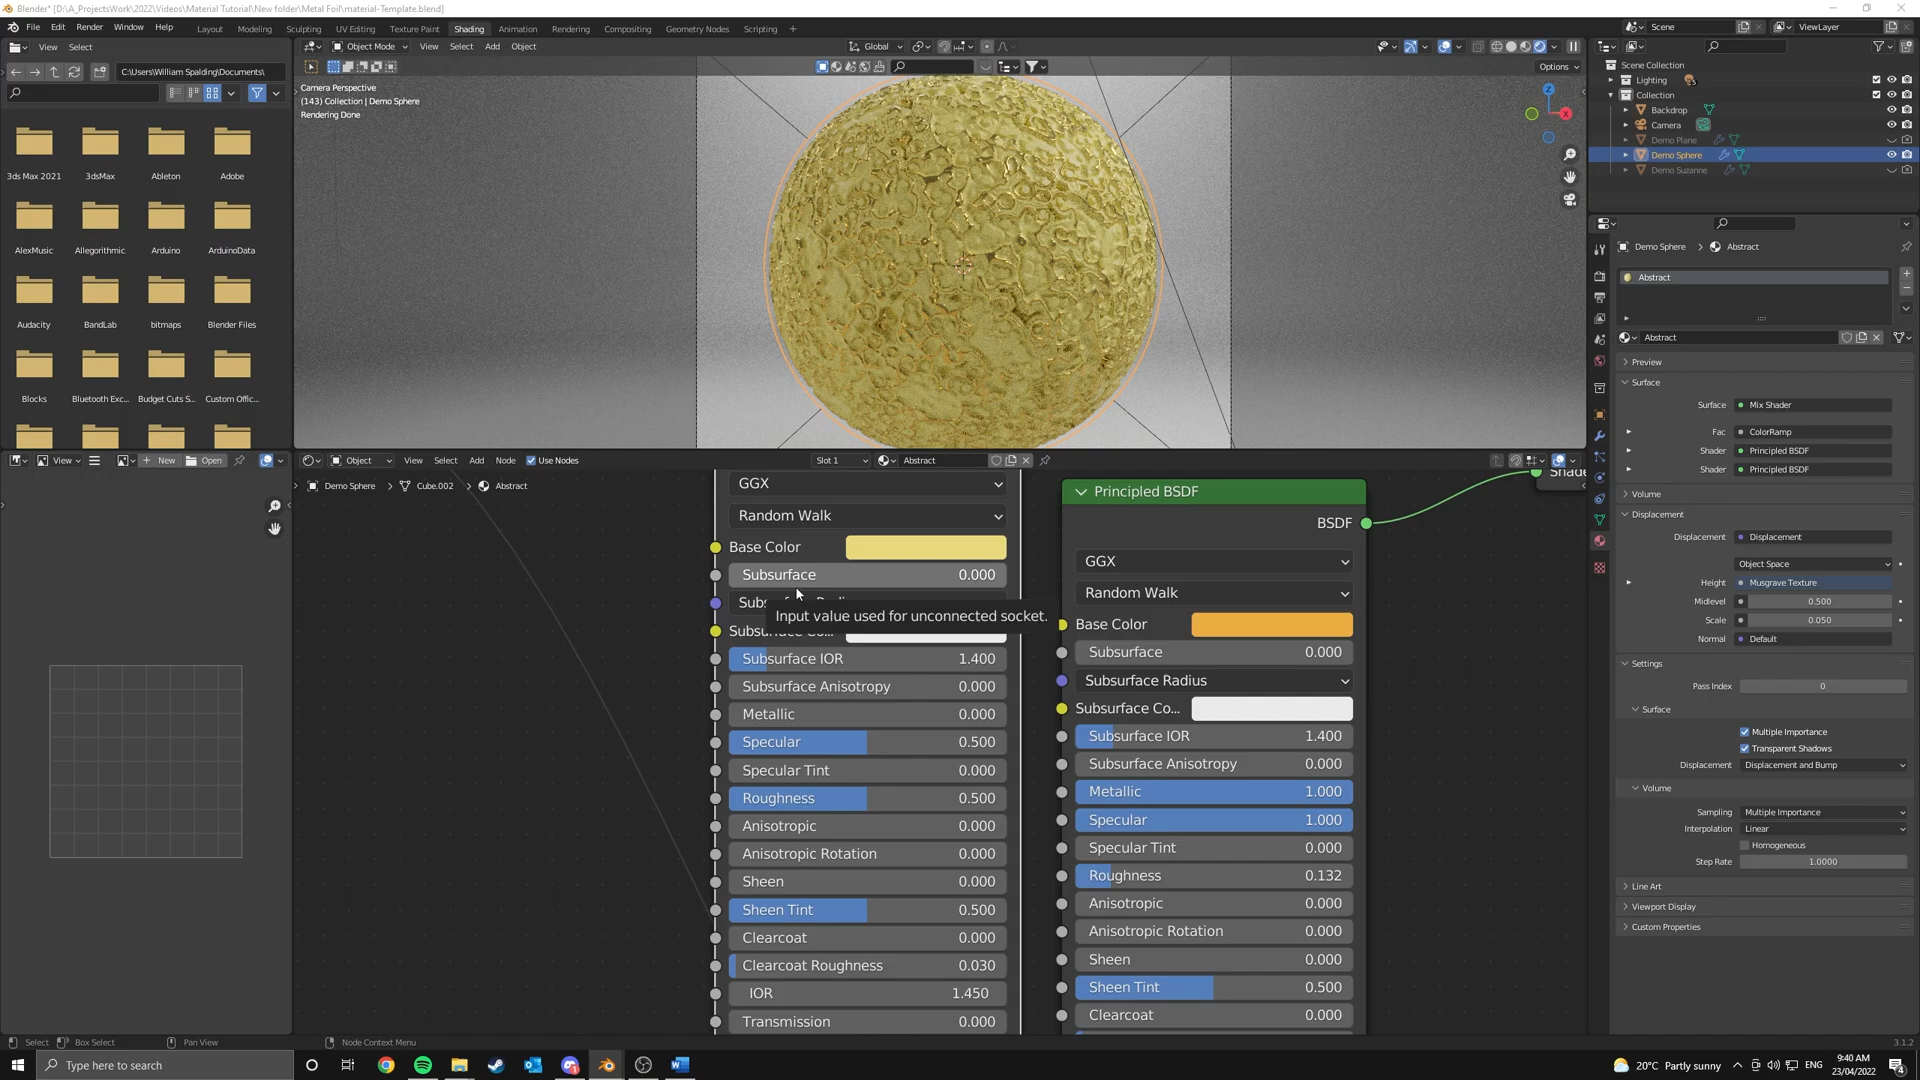 Blender* [D:\A_ProjectsWork\2022\Videos\Material Tutorial\New folder\Metal Foil\material-Template.blend]
File Edit Render Window Help Layout Modeling Sculpting UV Editing Texture Paint Shading Animation Rendering Compositing Geometry Nodes Scripting + Scene ViewLayer
View Select
Object Mode View Select Add Object Global
C:\Users\William Spalding\Documents\
Options
3ds Max 2021 3dsMax Ableton Adobe
AlexMusic Allegorithmic Arduino ArduinoData
Audacity BandLab bitmaps Blender Files
Blocks Bluetooth Exc... Budget Cuts S... Custom Offic...
Camera Perspective
(143) Collection | Demo Sphere
Rendering Done
Z
X
Scene Collection
Lighting
Collection
Backdrop
Camera
Demo Plane
Demo Sphere
Demo Suzanne
Demo Sphere > Abstract
Abstract
Abstract
Preview
Surface
Surface Mix Shader
Fac ColorRamp
Shader Principled BSDF
Shader Principled BSDF
Volume
Displacement
Displacement Displacement
Object Space
Height Musgrave Texture
Midlevel 0.500
Scale 0.050
Normal Default
Settings
Pass Index 0
Surface
Multiple Importance
Transparent Shadows
Displacement Displacement and Bump
Volume
Sampling Multiple Importance
Interpolation Linear
Homogeneous
Step Rate 1.0000
Line Art
Viewport Display
Custom Properties
View New Open
Object View Select Add Node Use Nodes Slot 1 Abstract
Demo Sphere > Cube.002 > Abstract
GGX
Random Walk
Base Color
Subsurface 0.000
Input value used for unconnected socket.
Subsurface IOR 1.400
Subsurface Anisotropy 0.000
Metallic 0.000
Specular 0.500
Specular Tint 0.000
Roughness 0.500
Anisotropic 0.000
Anisotropic Rotation 0.000
Sheen 0.000
Sheen Tint 0.500
Clearcoat 0.000
Clearcoat Roughness 0.030
IOR 1.450
Transmission 0.000
Principled BSDF
BSDF
GGX
Random Walk
Base Color
Subsurface 0.000
Subsurface Radius
Subsurface Co...
Subsurface IOR 1.400
Subsurface Anisotropy 0.000
Metallic 1.000
Specular 1.000
Specular Tint 0.000
Roughness 0.132
Anisotropic 0.000
Anisotropic Rotation 0.000
Sheen 0.000
Sheen Tint 0.500
Clearcoat 0.000
Select Box Select Pan View Node Context Menu 3.1.2
Type here to search
20°C Partly sunny ENG
9:40 AM
23/04/2022
4